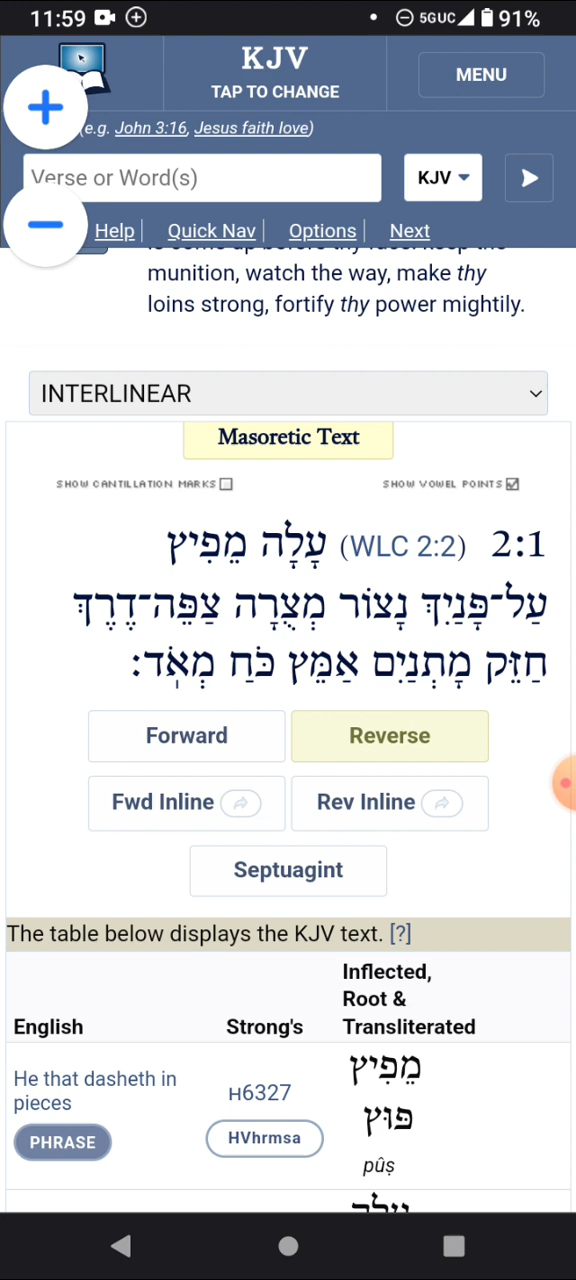 11:59 5GUC 91%
KJV
TAP TO CHANGE
MENU
(e.g. John 3:16, Jesus faith love)
Verse or Word(s)
KJV
Help | Quick Nav | Options | Next
munition, watch the way, make thy
loins strong, fortify thy power mightily.
INTERLINEAR
Masoretic Text
SHOW CANTILLATION MARKS SHOW VOWEL POINTS
2:1 (WLC 2:2) עָלָה מֵפִיץ
עַל־פָּנַיִךְ נָצוֹר מְצֻרָה צַפֵּה־דֶרֶךְ
חַזֵּק מָתְנַיִם אַמֵּץ כֹּחַ מְאֹד׃
Forward Reverse
Fwd Inline Rev Inline
Septuagint
The table below displays the KJV text. [?]
English Strong's Inflected, Root & Transliterated
He that dasheth in
pieces
PHRASE
H6327
HVhrmsa
מֵפִיץ
פּוּץ
pûṣ